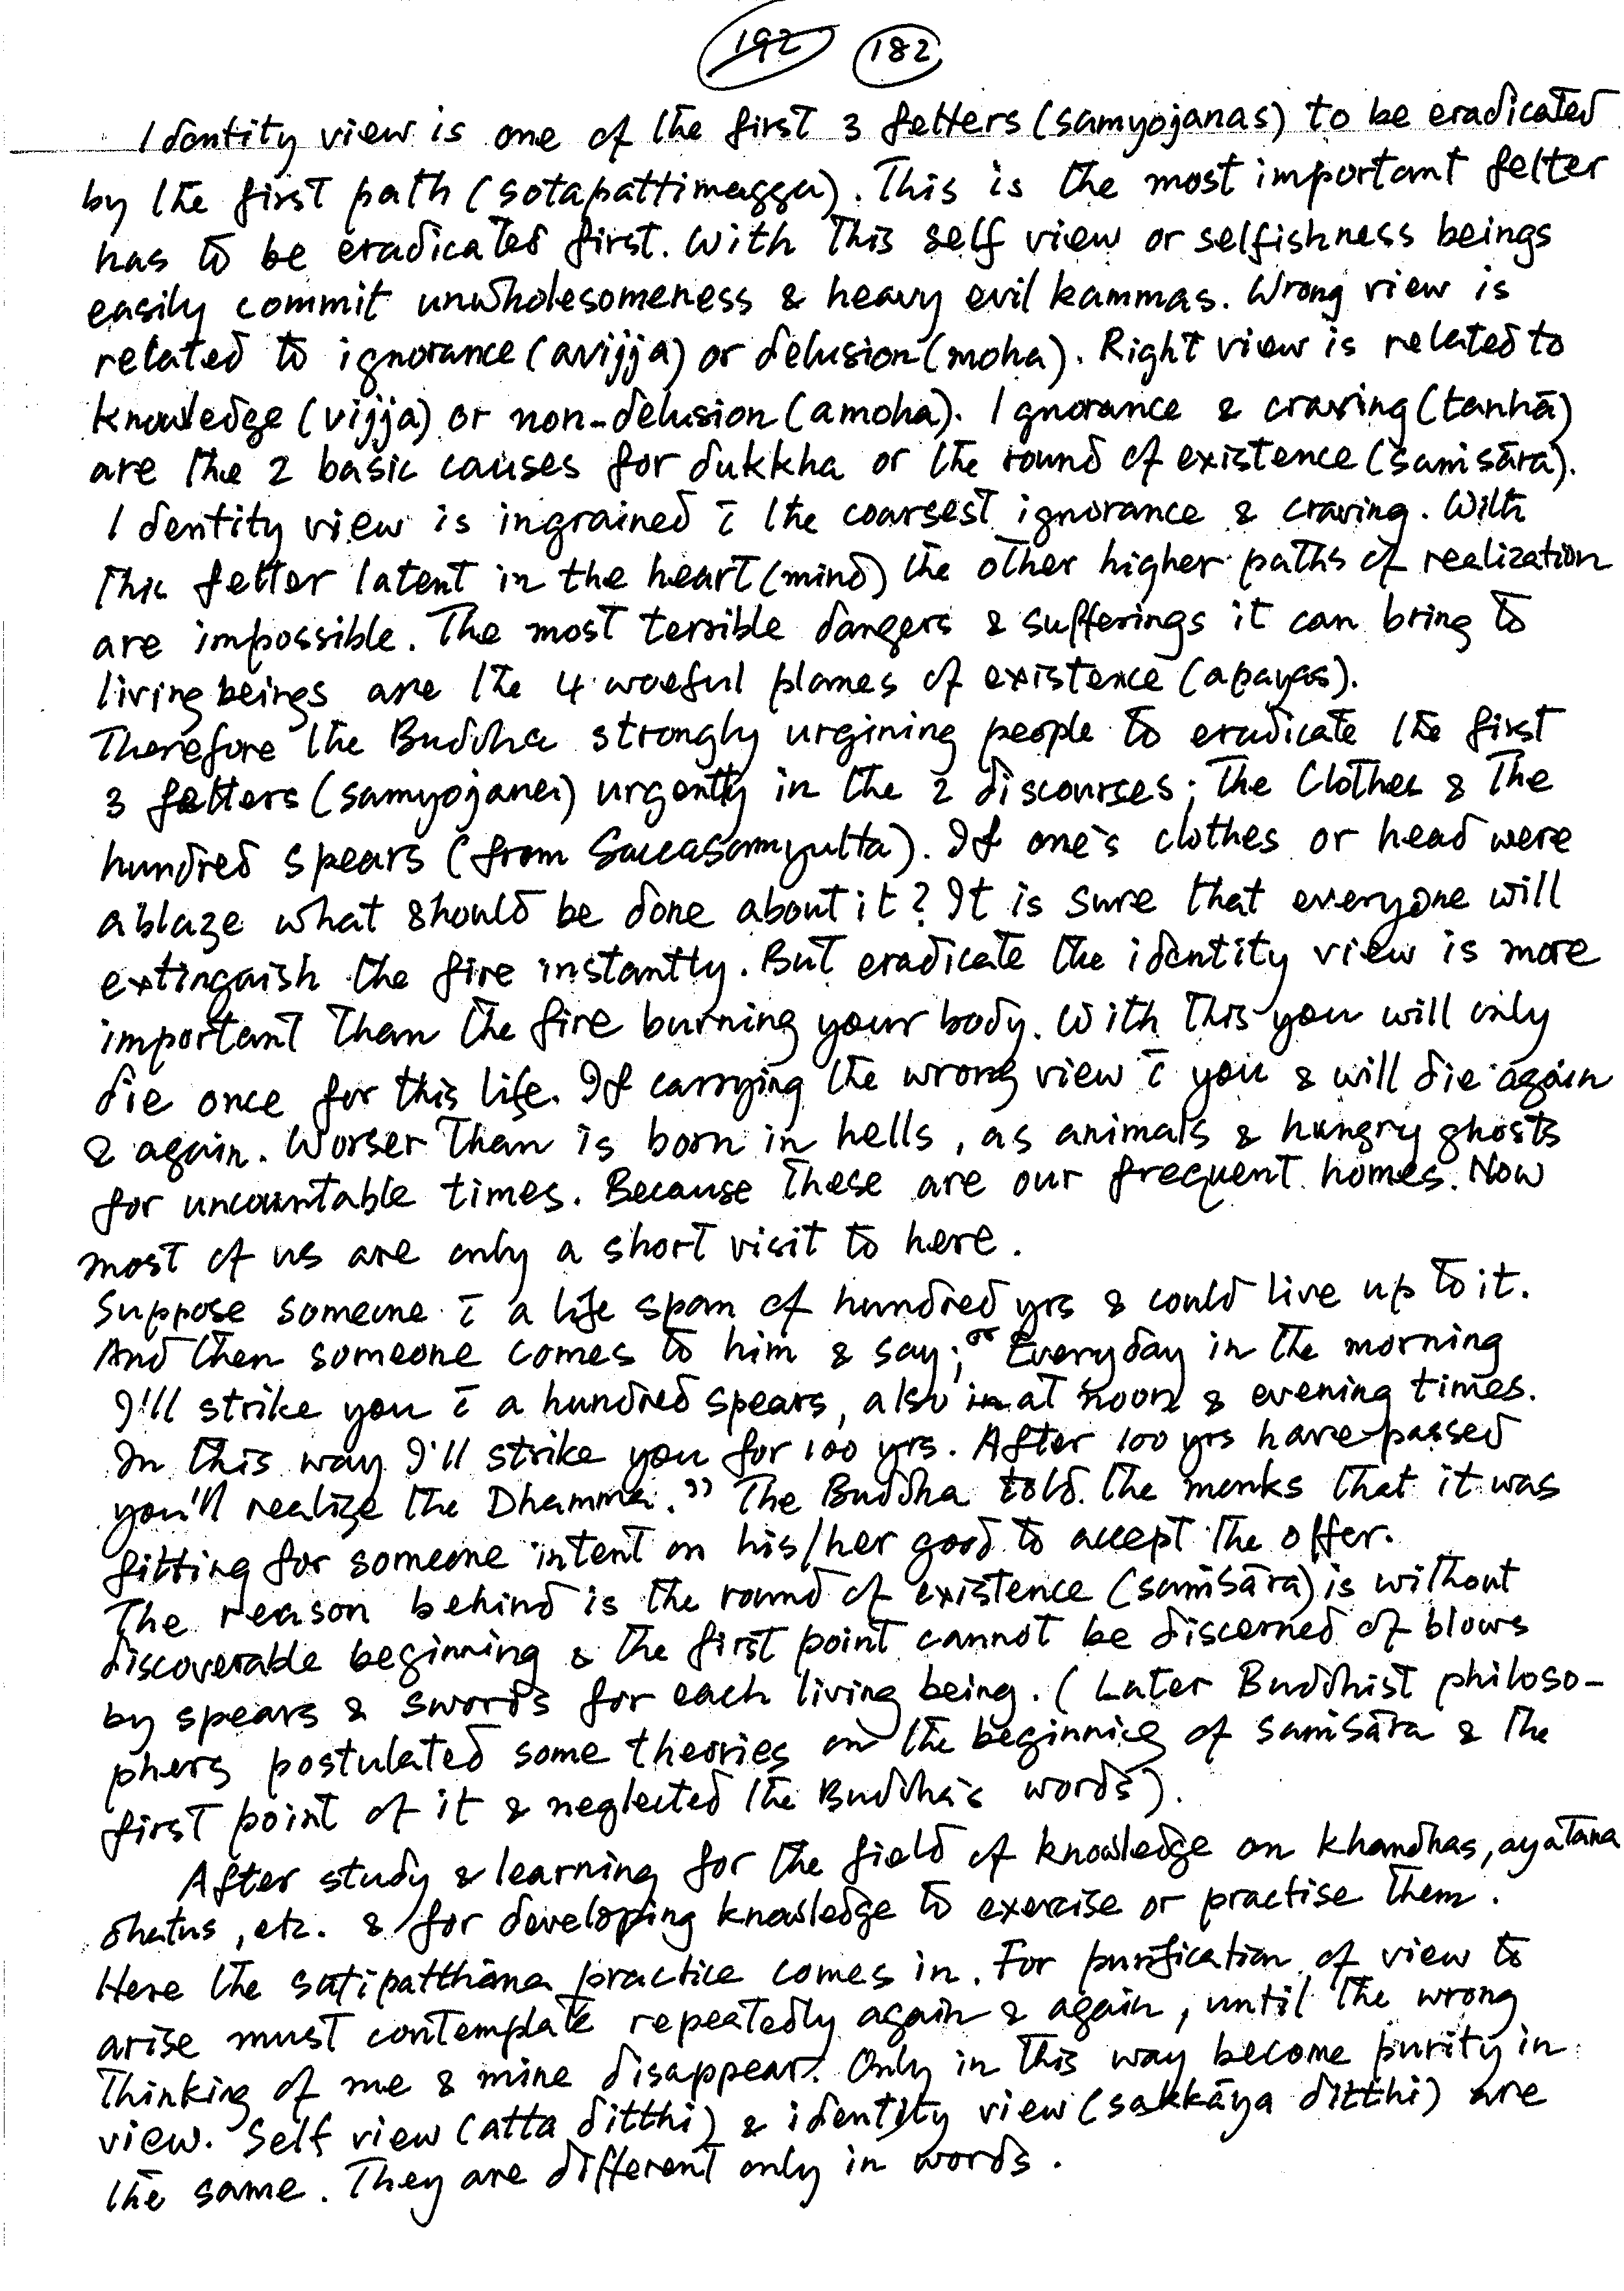 192 182
Identity view is one of the first 3 fetters (samyojanas) to be eradicated
by the first path (sotapattimagga). This is the most important fetter
has to be eradicated first. With this self view or selfishness beings
easily commit unwholesomeness & heavy evil kammas. Wrong view is
related to ignorance (avijja) or delusion (moha). Right view is related to
knowledge (vijja) or non-delusion (amoha). Ignorance & craving (tanhā)
are the 2 basic causes for dukkha or the round of existence (saṁsāra).
Identity view is ingrained c̄ the coarsest ignorance & craving. With
this fetter latent in the heart (mind) the other higher paths of realization
are impossible. The most terrible dangers & sufferings it can bring to
living beings are the 4 woeful planes of existence (apayas).
Therefore the Buddha strongly urgining people to eradicate the first
3 fetters (samyojana) urgently in the 2 discourses; The Clothes & The
hundred spears (from Saccasamyutta). If one's clothes or head were
ablaze what should be done about it? It is sure that everyone will
extinguish the fire instantly. But eradicate the identity view is more
important than the fire burning your body. With this you will only
die once for this life. If carrying the wrong view c̄ you & will die again
& again. Worser than is born in hells, as animals & hungry ghosts
for uncountable times. Because these are our frequent homes. Now
most of us are only a short visit to here.
Suppose someone c̄ a life span of hundred yrs & could live up to it.
And then someone comes to him & say; "Everyday in the morning
I'll strike you c̄ a hundred spears, also in at noon & evening times.
In this way I'll strike you for 100 yrs. After 100 yrs have passed
you'll realize the Dhamma." The Buddha told the monks that it was
fitting for someone intent on his/her good to accept the offer.
The reason behind is the round of existence (saṁsāra) is without
discoverable beginning & the first point cannot be discerned of blows
by spears & swords for each living being. (Later Buddhist philoso-
phers postulated some theories on the beginning of saṁsāra & the
first point of it & neglected the Buddha's words).
After study & learning for the field of knowledge on khandhas, ayatana
dhatus, etc. & for developing knowledge to exercise or practise them.
Here the satipatthāna practice comes in. For purification of view to
arise must contemplate repeatedly again & again, until the wrong
thinking of me & mine disappear. Only in this way become purity in
view. Self view (atta ditthi) & identity view (sakkāya ditthi) are
the same. They are different only in words.